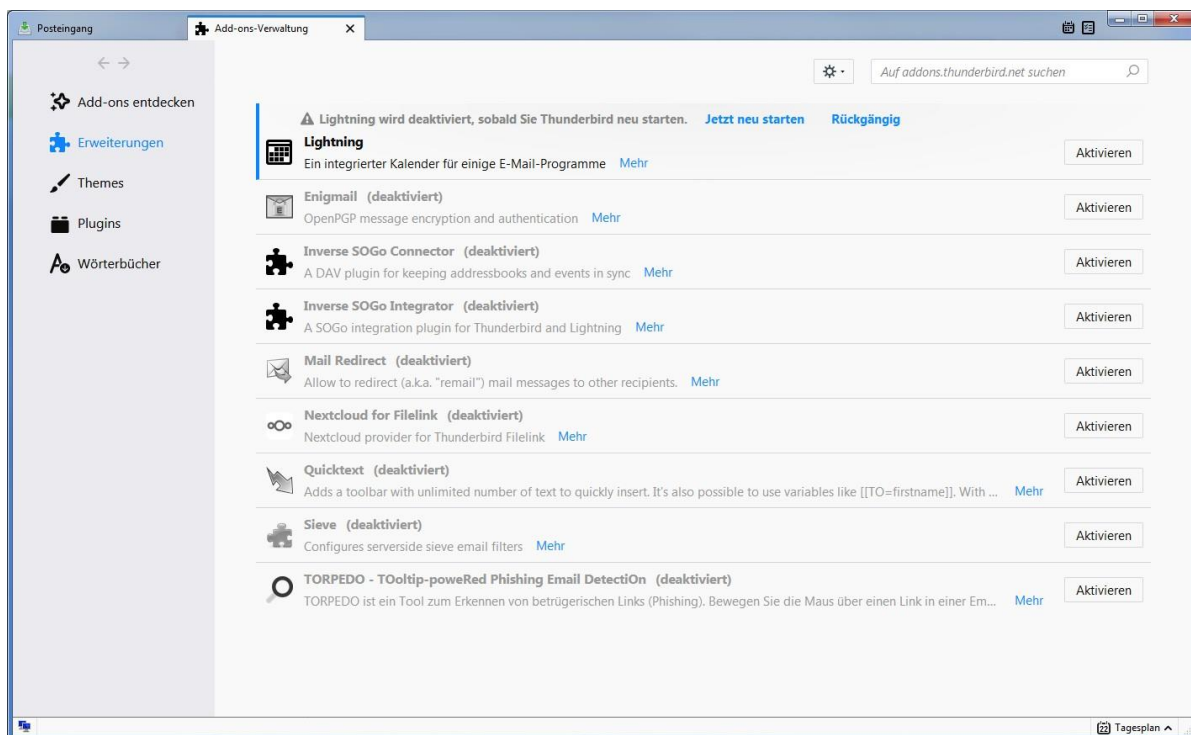 Posteingang
Add-ons-Verwaltung
Auf addons.thunderbird.net suchen
Add-ons entdecken
Erweiterungen
Themes
Plugins
Wörterbücher
Lightning wird deaktiviert, sobald Sie Thunderbird neu starten. Jetzt neu starten Rückgängig
Lightning
Ein integrierter Kalender für einige E-Mail-Programme Mehr
Aktivieren
Enigmail (deaktiviert)
OpenPGP message encryption and authentication Mehr
Aktivieren
Inverse SOGo Connector (deaktiviert)
A DAV plugin for keeping addressbooks and events in sync Mehr
Aktivieren
Inverse SOGo Integrator (deaktiviert)
A SOGo integration plugin for Thunderbird and Lightning Mehr
Aktivieren
Mail Redirect (deaktiviert)
Allow to redirect (a.k.a. "remail") mail messages to other recipients. Mehr
Aktivieren
Nextcloud for Filelink (deaktiviert)
Nextcloud provider for Thunderbird Filelink Mehr
Aktivieren
Quicktext (deaktiviert)
Adds a toolbar with unlimited number of text to quickly insert. It's also possible to use variables like [[TO=firstname]]. With ... Mehr
Aktivieren
Sieve (deaktiviert)
Configures serverside sieve email filters Mehr
Aktivieren
TORPEDO - TOoltip-poweRed Phishing Email DetectiOn (deaktiviert)
TORPEDO ist ein Tool zum Erkennen von betrügerischen Links (Phishing). Bewegen Sie die Maus über einen Link in einer Em... Mehr
Aktivieren
22 Tagesplan